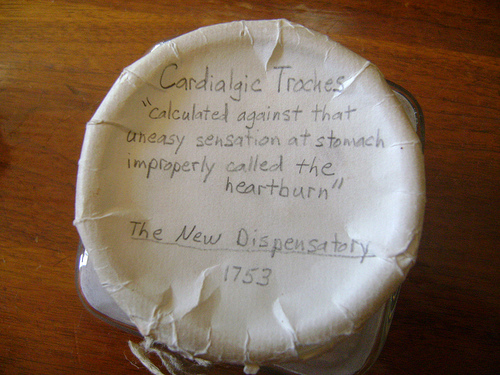 Cardialgic Troches
"calculated against that
uneasy sensation at stomach
improperly called the
heartburn"
The New Dispensatory
1753